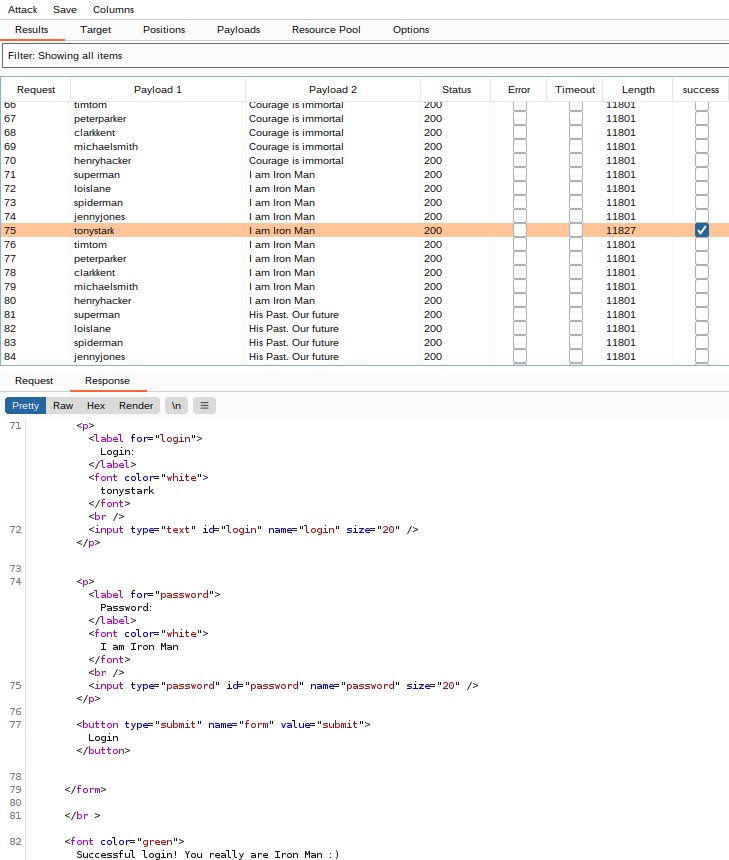 Attack Save Columns
Results Target Positions Payloads Resource Pool Options
Filter: Showing all items
Request Payload 1 Payload 2 Status Error Timeout Length success
66 timtom Courage is immortal 200 11801
67 peterparker Courage is immortal 200 11801
68 clarkkent Courage is immortal 200 11801
69 michaelsmith Courage is immortal 200 11801
70 henryhacker Courage is immortal 200 11801
71 superman I am Iron Man 200 11801
72 loislane I am Iron Man 200 11801
73 spiderman I am Iron Man 200 11801
74 jennyjones I am Iron Man 200 11801
75 tonystark I am Iron Man 200 11827
76 timtom I am Iron Man 200 11801
77 peterparker I am Iron Man 200 11801
78 clarkkent I am Iron Man 200 11801
79 michaelsmith I am Iron Man 200 11801
80 henryhacker I am Iron Man 200 11801
81 superman His Past. Our future 200 11801
82 loislane His Past. Our future 200 11801
83 spiderman His Past. Our future 200 11801
84 jennyjones His Past. Our future 200 11801
Request Response
Pretty Raw Hex Render \n ≡
71 <p>
<label for="login">
Login:
</label>
<font color="white">
tonystark
</font>
<br />
72 <input type="text" id="login" name="login" size="20" />
</p>
73
74 <p>
<label for="password">
Password:
</label>
<font color="white">
I am Iron Man
</font>
<br />
75 <input type="password" id="password" name="password" size="20" />
</p>
76
77 <button type="submit" name="form" value="submit">
Login
</button>
78
79 </form>
80
81 </br >
82 <font color="green">
Successful login! You really are Iron Man :)